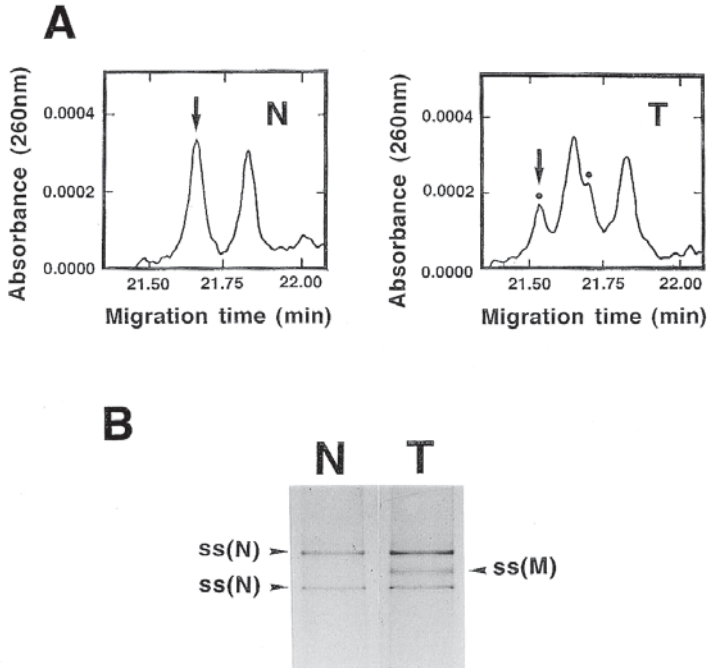 A
Absorbance (260nm)
0.0004
0.0002
0.0000
N
21.50 21.75 22.00
Migration time (min)
Absorbance (260nm)
0.0004
0.0002
0.0000
T
21.50 21.75 22.00
Migration time (min)
B
N T
ss(N)
ss(M)
ss(N)